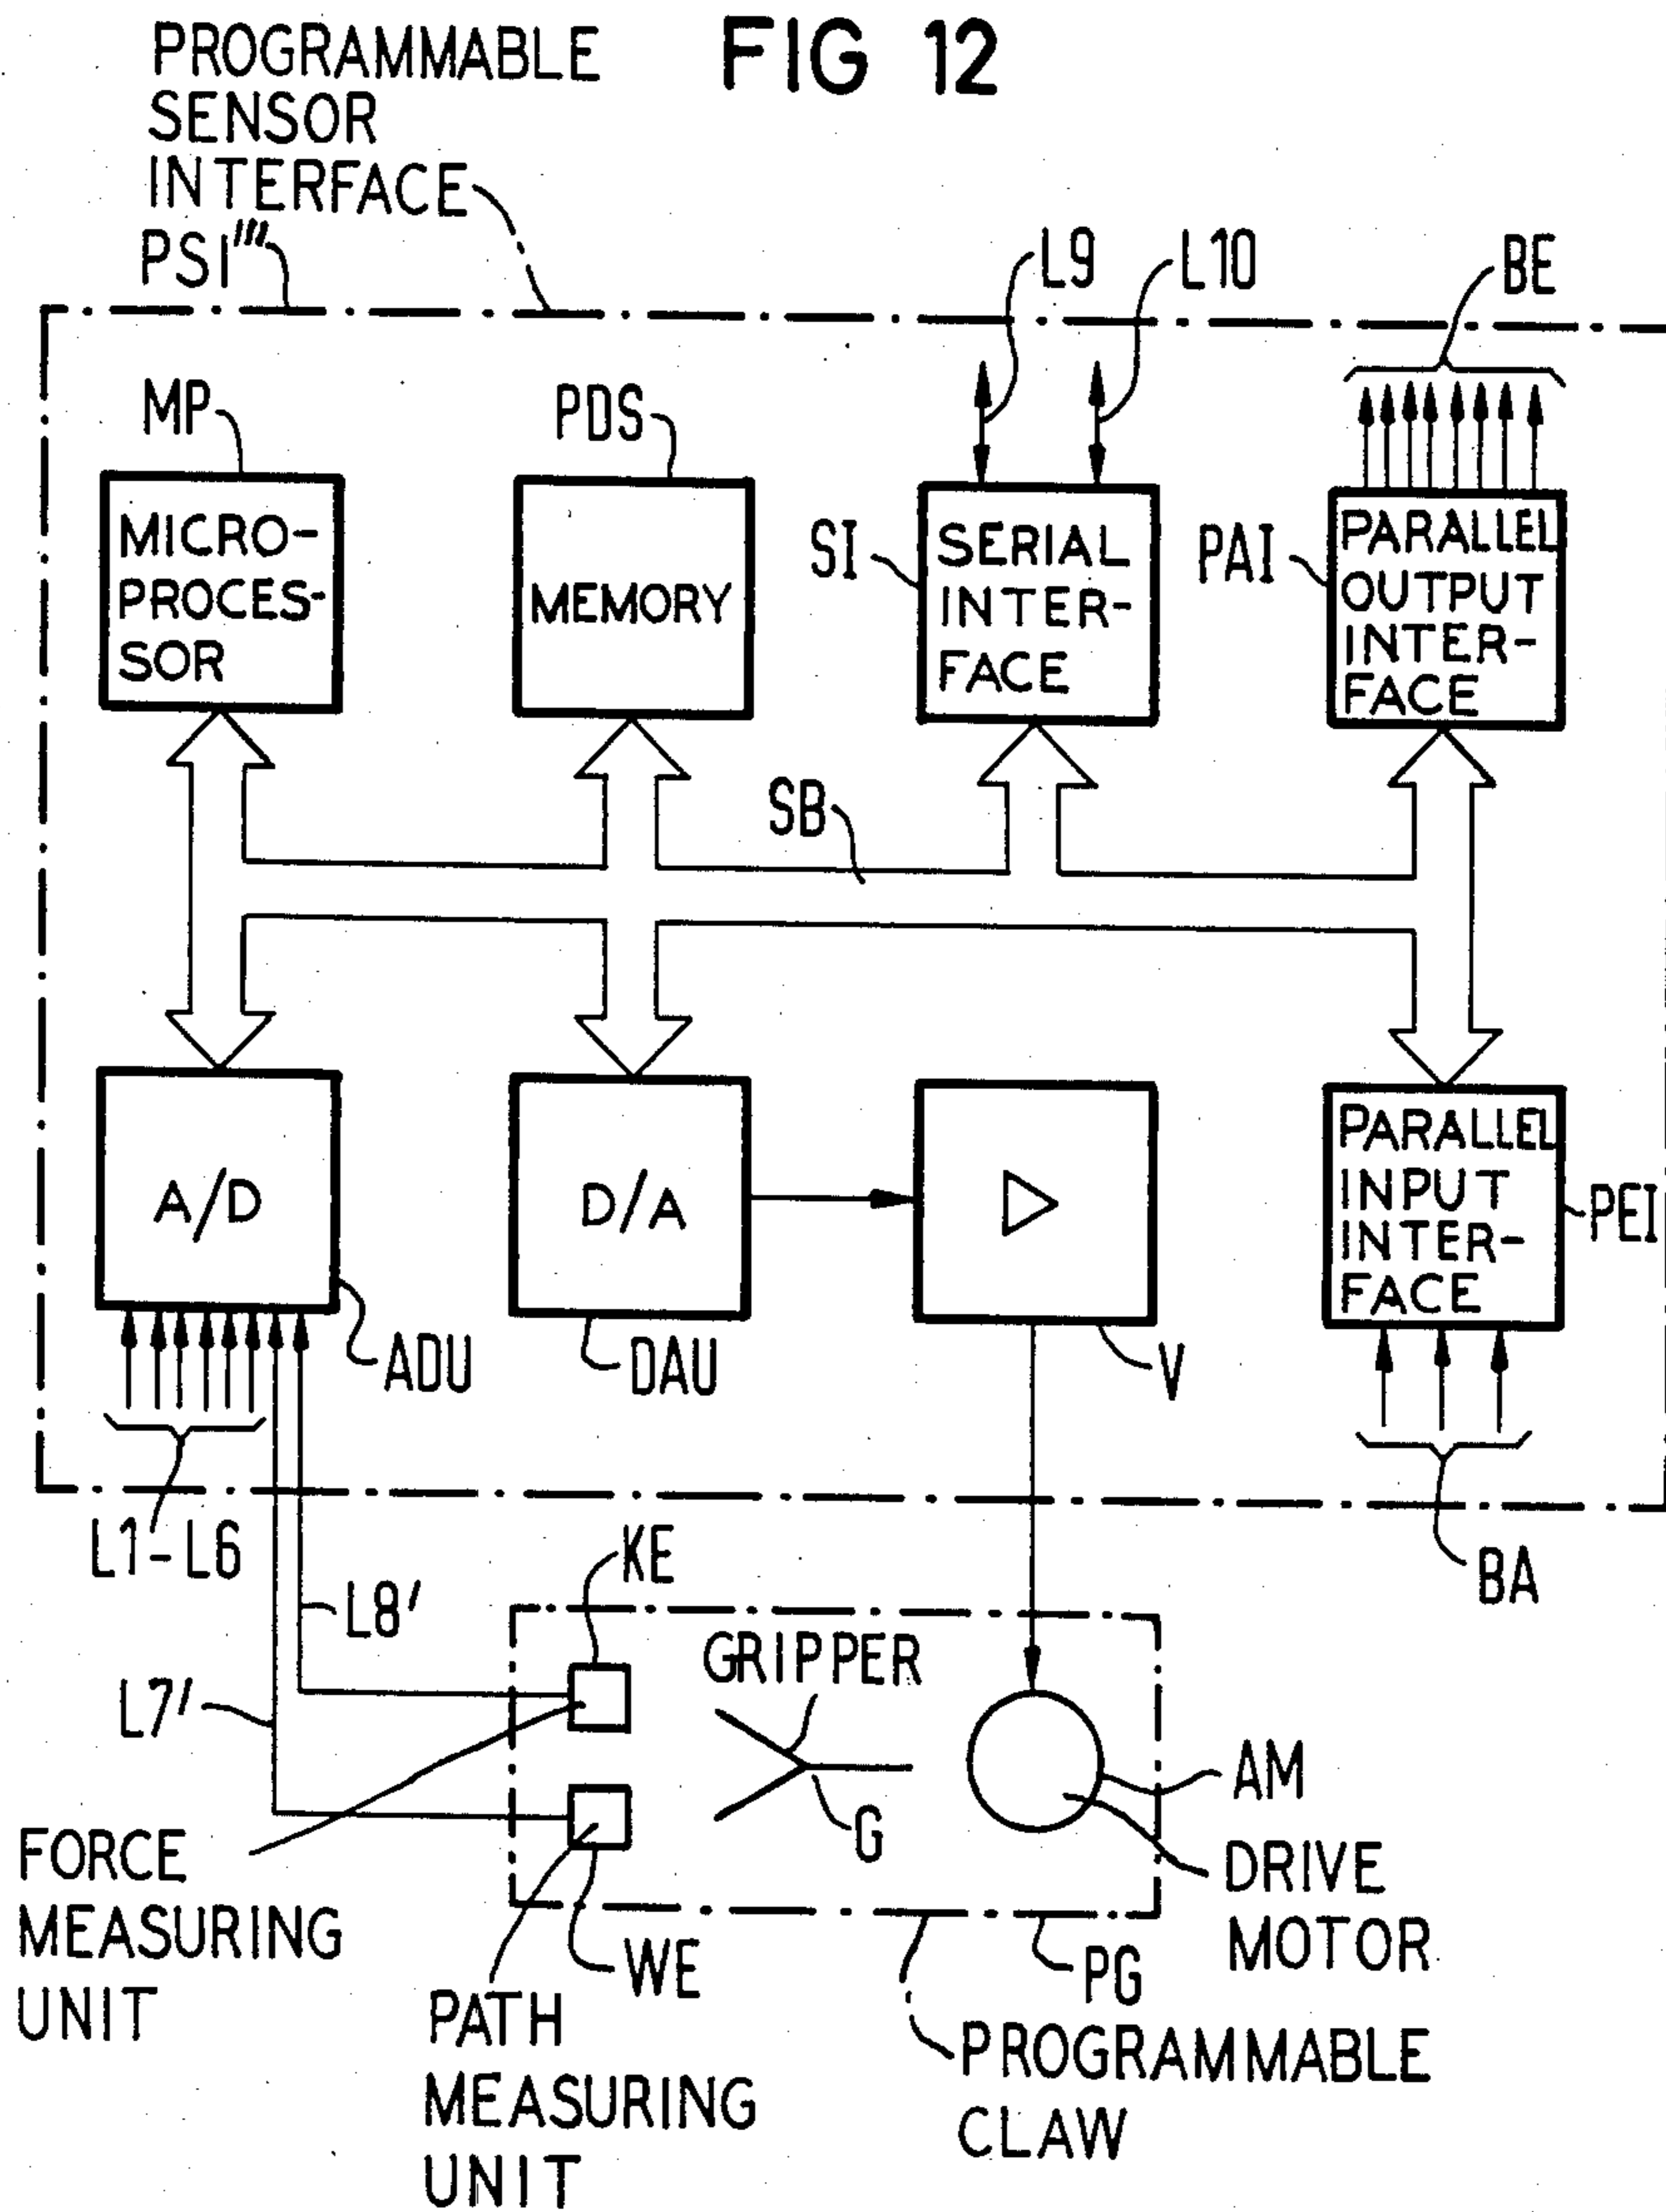 FIG 12
PROGRAMMABLE
SENSOR
INTERFACE
PSI'''
L9
L10
BE
MP
PDS
SI
PAI
MICRO-
PROCES-
SOR
MEMORY
SERIAL
INTER-
FACE
PARALLEL
OUTPUT
INTER-
FACE
SB
A/D
D/A
PARALLEL
INPUT
INTER-
FACE
PEI
ADU
DAU
V
L1-L6
BA
KE
L8'
GRIPPER
L7'
AM
G
FORCE
MEASURING
UNIT
DRIVE
MOTOR
WE
PG
PATH
MEASURING
UNIT
PROGRAMMABLE
CLAW